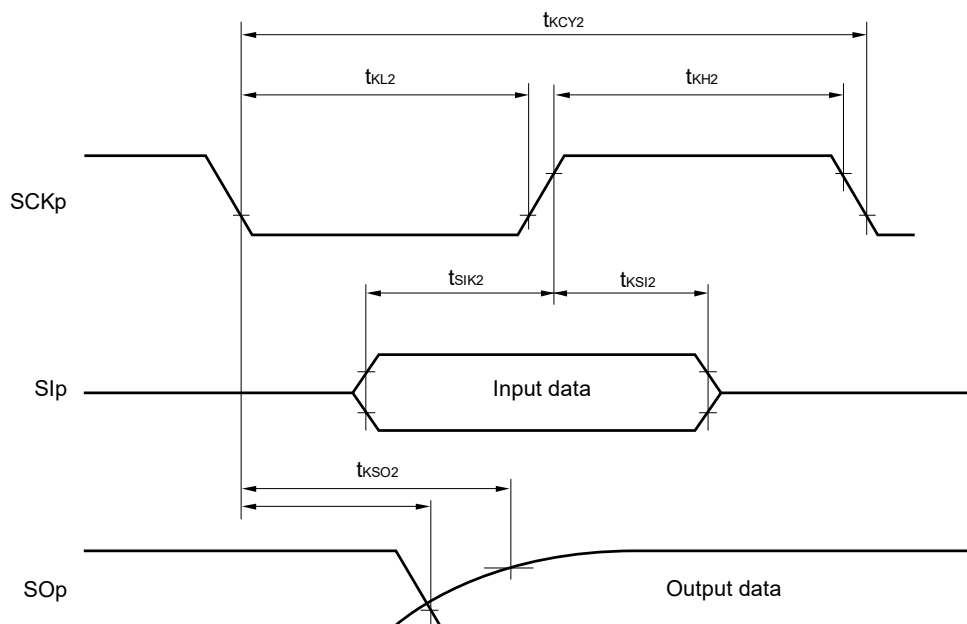 tKCY2
tKL2
tKH2
SCKp
tSIK2
tKSI2
SIp
Input data
tKSO2
SOp
Output data